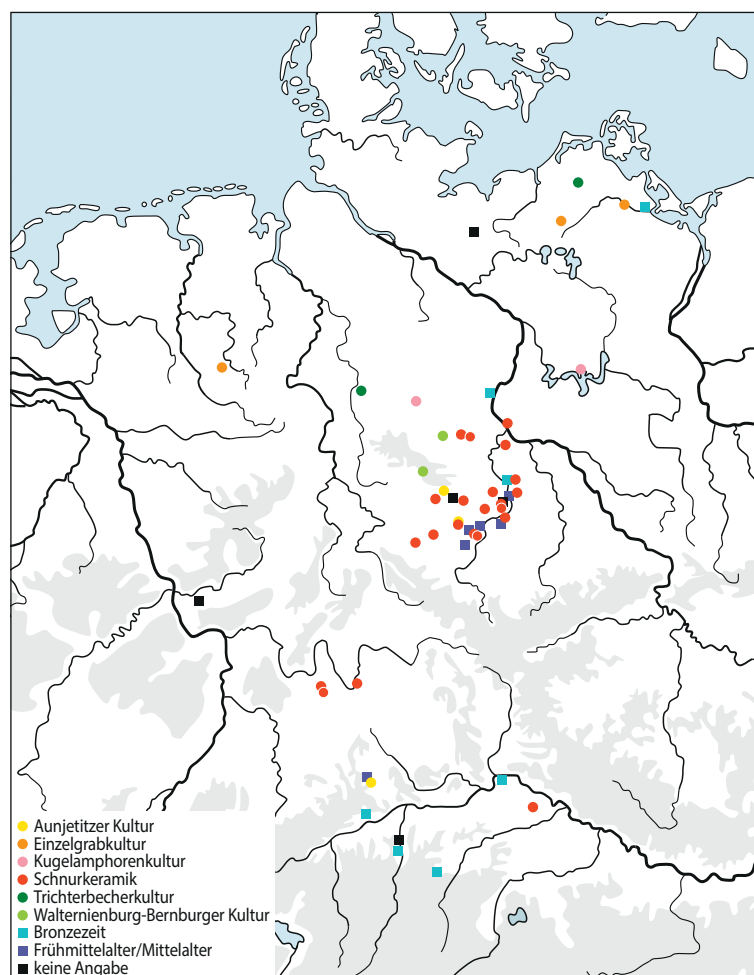 Aunjetitzer Kultur
Einzelgrabkultur
Kugelamphorenkultur
Schnurkeramik
Trichterbecherkultur
Walternienburg-Bernburger Kultur
Bronzezeit
Frühmittelalter/Mittelalter
keine Angabe